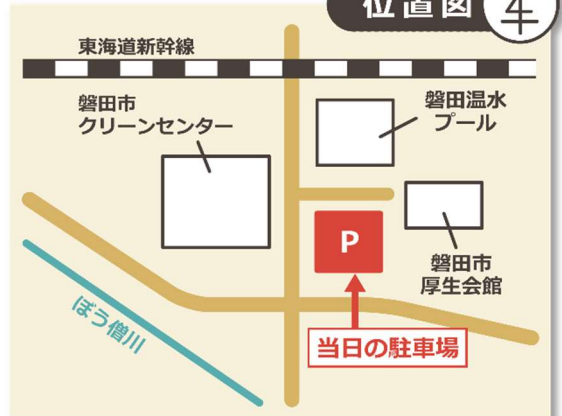 位置図
東海道新幹線
磐田市
クリーンセンター
磐田温水
プール
P
磐田市
厚生会館
当日の駐車場
ぼう僧川